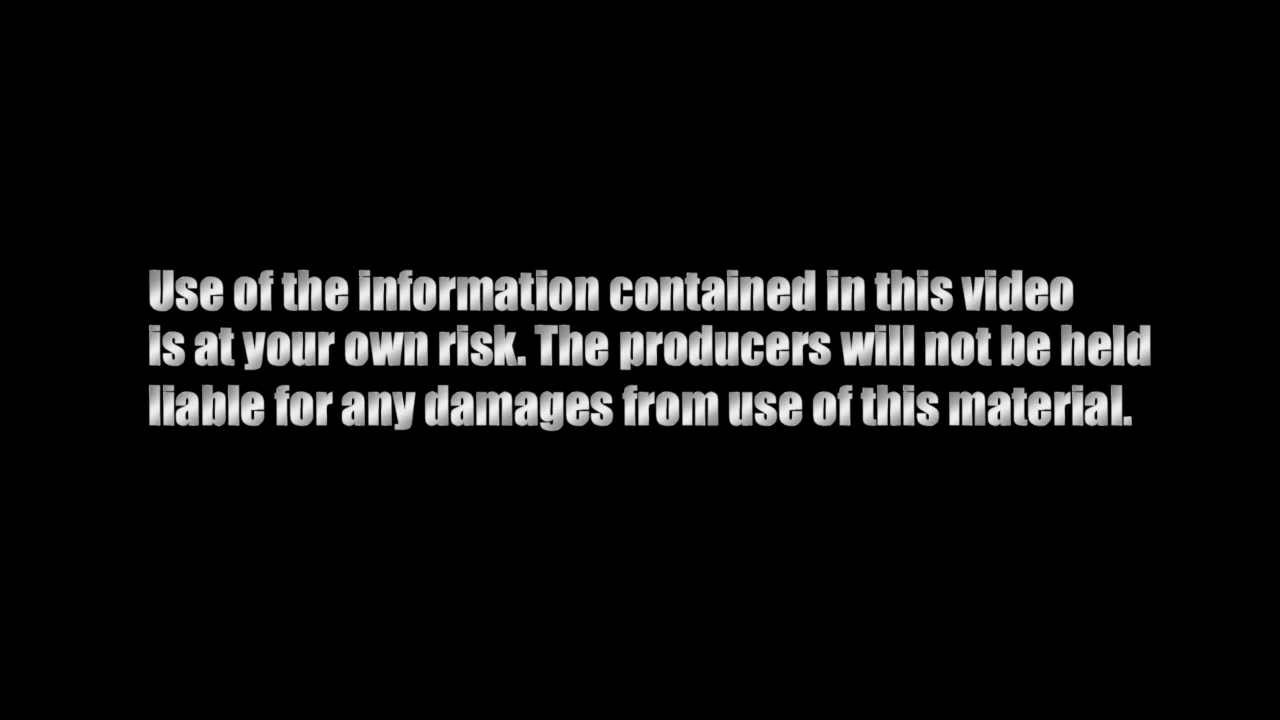 Use of the information contained in this video
is at your own risk. The producers will not be held
liable for any damages from use of this material.